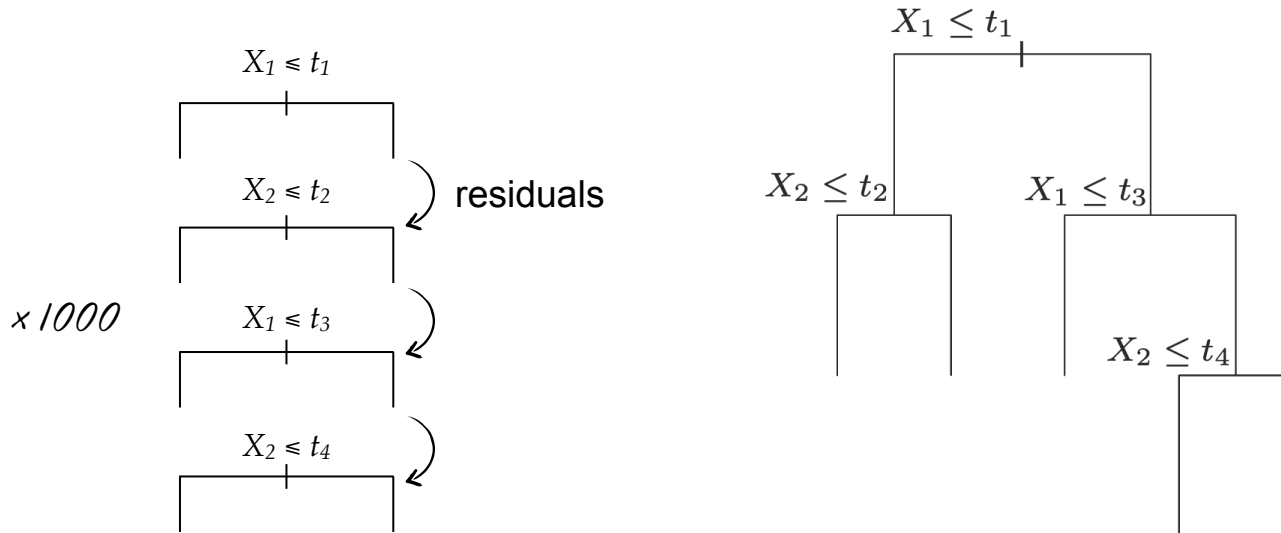 X₁ ⩽ t₁
X₂ ⩽ t₂
residuals
× 1000
X₁ ⩽ t₃
X₂ ⩽ t₄
X₁ ≤ t₁
X₂ ≤ t₂
X₁ ≤ t₃
X₂ ≤ t₄